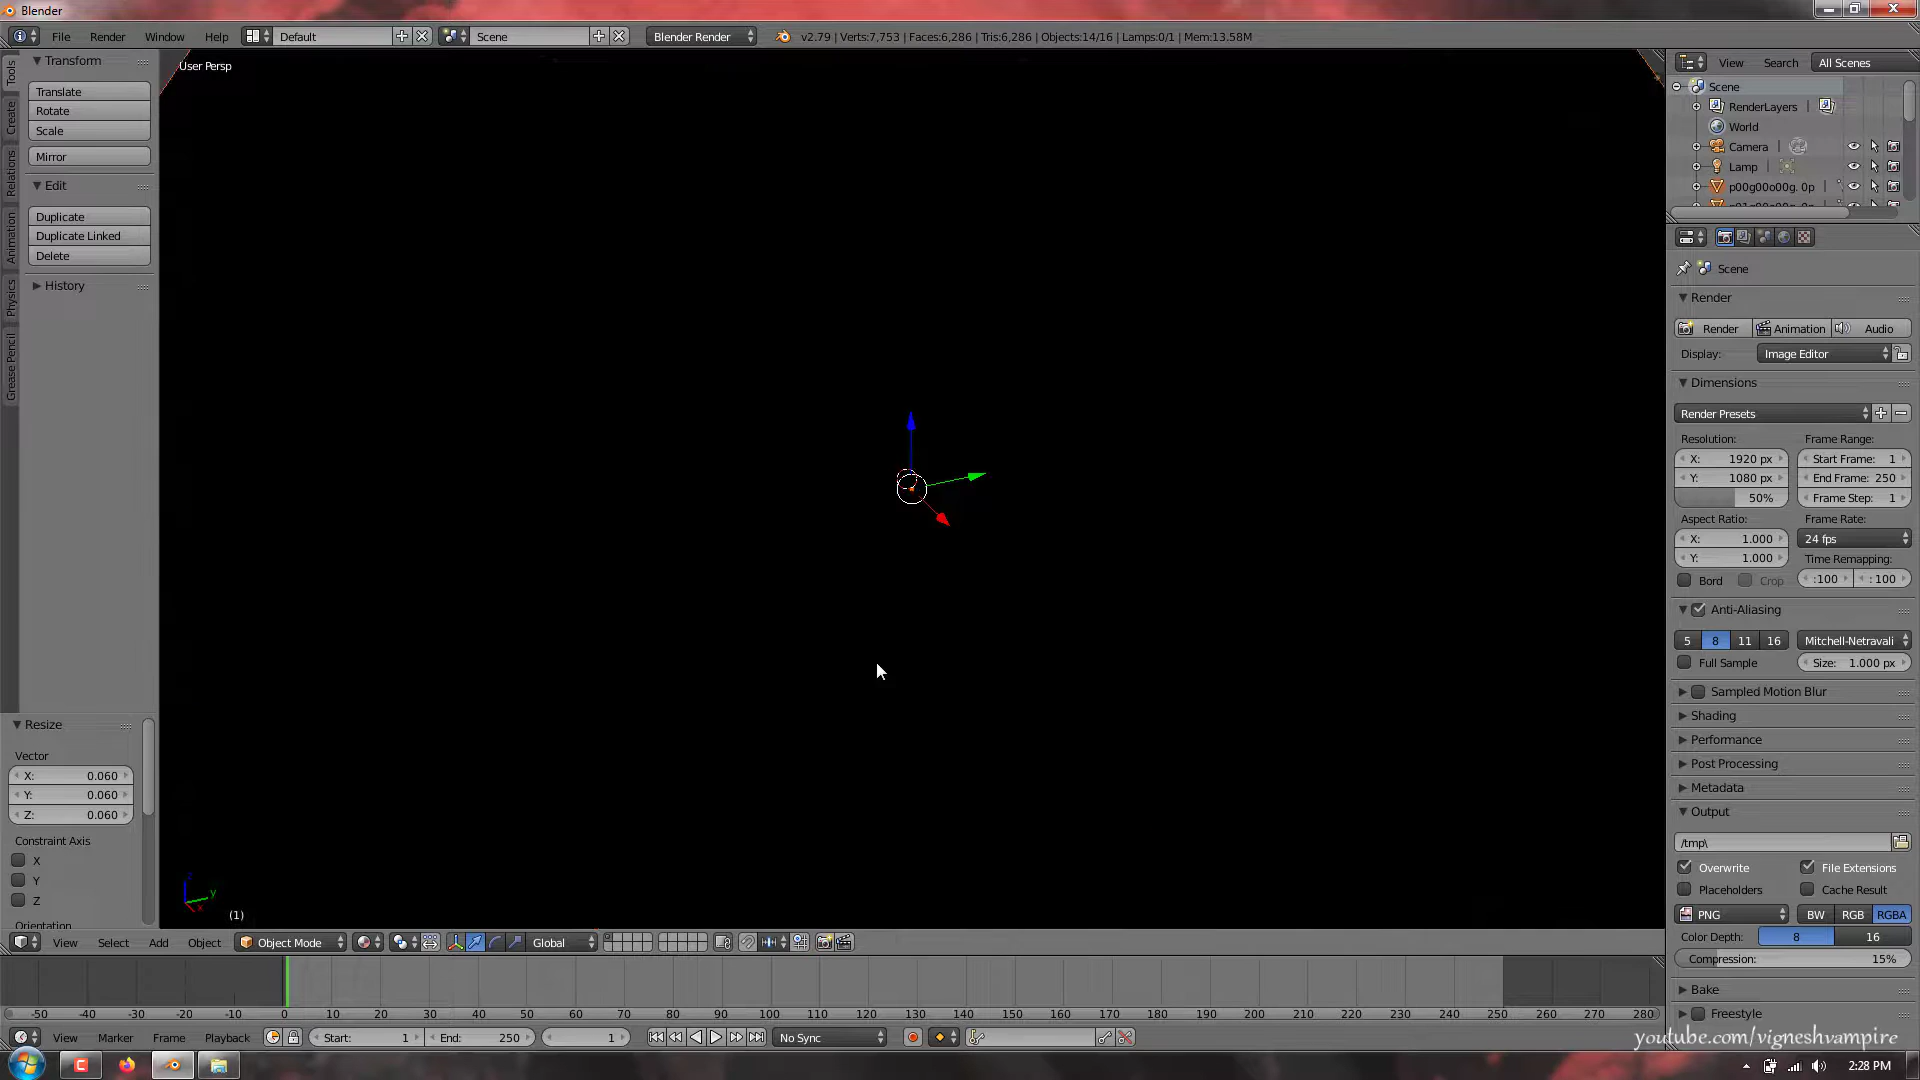 Blender
File Render Window Help Default Scene Blender Render v2.79 | Verts:7,753 | Faces:6,286 | Tris:6,286 | Objects:14/16 | Lamps:0/1 | Mem:13.58M
Tools
Create
Relations
Animation
Physics
Grease Pencil
Transform
Translate
Rotate
Scale
Mirror
Edit
Duplicate
Duplicate Linked
Delete
History
Resize
Vector
X: 0.060
Y: 0.060
Z: 0.060
Constraint Axis
X
Y
Z
Orientation
User Persp
z
y
x
(1)
View Select Add Object Object Mode Global
-50 -40 -30 -20 -10 0 10 20 30 40 50 60 70 80 90 100 110 120 130 140 150 160 170 180 190 200 210 220 230 240 250 260 270 280
View Marker Frame Playback Start: 1 End: 250 1 No Sync
View Search All Scenes
Scene
RenderLayers |
World
Camera |
Lamp |
p00g00o00g. 0p |
Scene
Render
Render Animation Audio
Display: Image Editor
Dimensions
Render Presets
Resolution: Frame Range:
X: 1920 px Start Frame: 1
Y: 1080 px End Frame: 250
50% Frame Step: 1
Aspect Ratio: Frame Rate:
X: 1.000 24 fps
Y: 1.000 Time Remapping:
Bord Crop :100 : 100
Anti-Aliasing
5 8 11 16 Mitchell-Netravali
Full Sample Size: 1.000 px
Sampled Motion Blur
Shading
Performance
Post Processing
Metadata
Output
/tmp\
Overwrite File Extensions
Placeholders Cache Result
PNG BW RGB RGBA
Color Depth: 8 16
Compression: 15%
Bake
Freestyle
youtube.com/vigneshvampire
2:28 PM